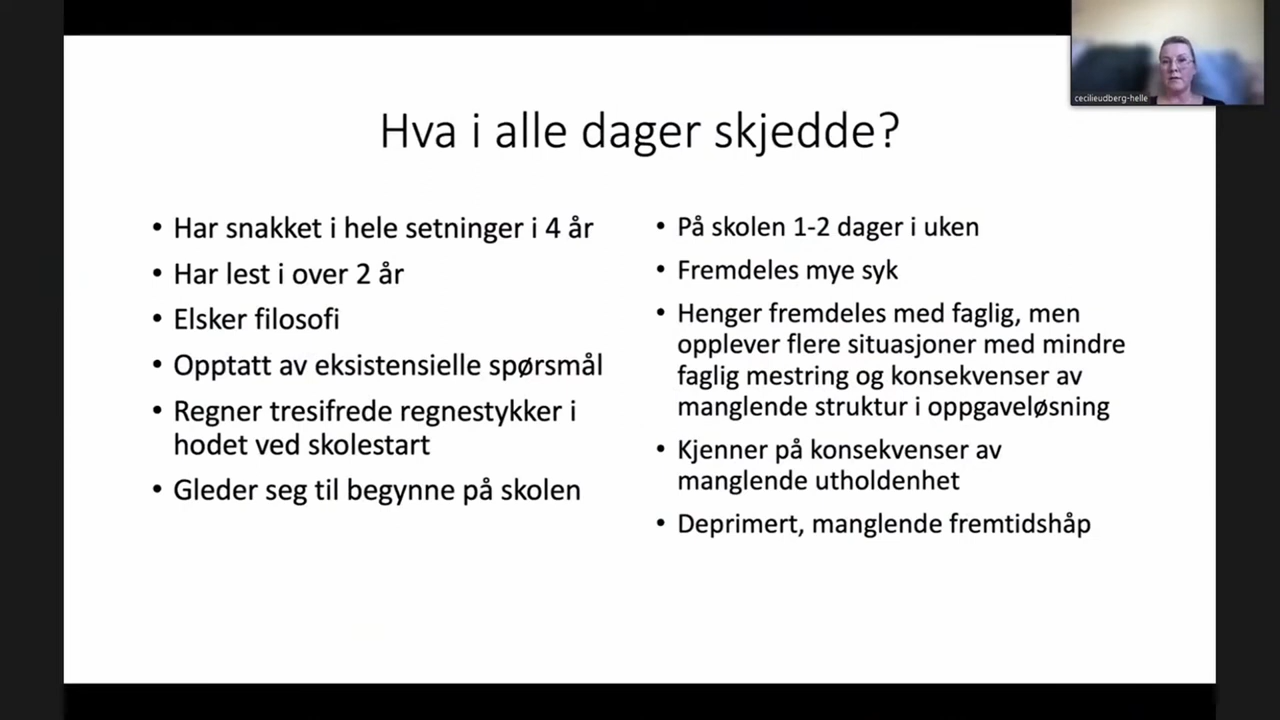 cecilieudberg-helle
Hva i alle dager skjedde?
• Har snakket i hele setninger i 4 år
• Har lest i over 2 år
• Elsker filosofi
• Opptatt av eksistensielle spørsmål
• Regner tresifrede regnestykker i
hodet ved skolestart
• Gleder seg til begynne på skolen
• På skolen 1-2 dager i uken
• Fremdeles mye syk
• Henger fremdeles med faglig, men
opplever flere situasjoner med mindre
faglig mestring og konsekvenser av
manglende struktur i oppgaveløsning
• Kjenner på konsekvenser av
manglende utholdenhet
• Deprimert, manglende fremtidshåp